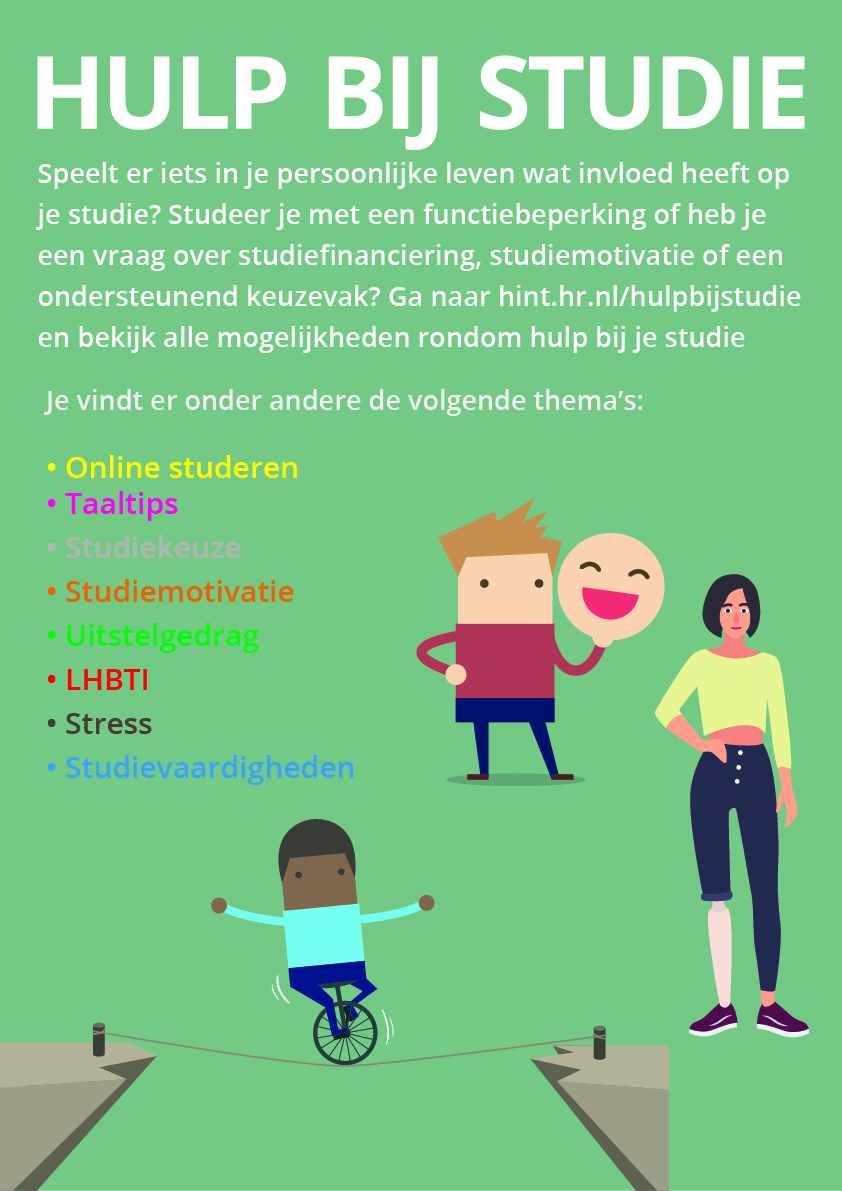 HULP BIJ STUDIE
Speelt er iets in je persoonlijke leven wat invloed heeft op
je studie? Studeer je met een functiebeperking of heb je
een vraag over studiefinanciering, studiemotivatie of een
ondersteunend keuzevak? Ga naar hint.hr.nl/hulpbijstudie
en bekijk alle mogelijkheden rondom hulp bij je studie
Je vindt er onder andere de volgende thema’s:
• Online studeren
• Taaltips
• Studiekeuze
• Studiemotivatie
• Uitstelgedrag
• LHBTI
• Stress
• Studievaardigheden